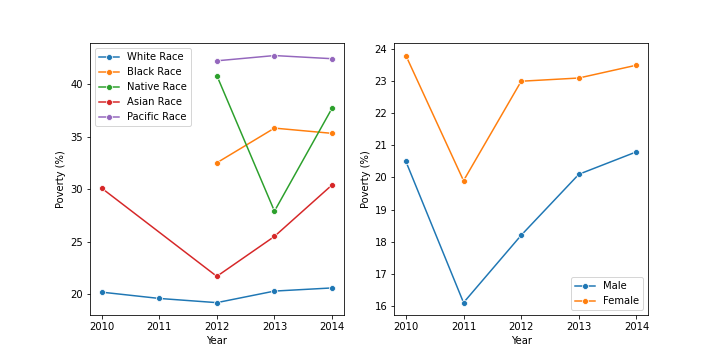 White Race
Black Race
Native Race
Asian Race
Pacific Race
40
35
30
25
20
Poverty (%)
2010 2011 2012 2013 2014
Year
24
23
22
21
20
19
18
17
16
Poverty (%)
Male
Female
2010 2011 2012 2013 2014
Year